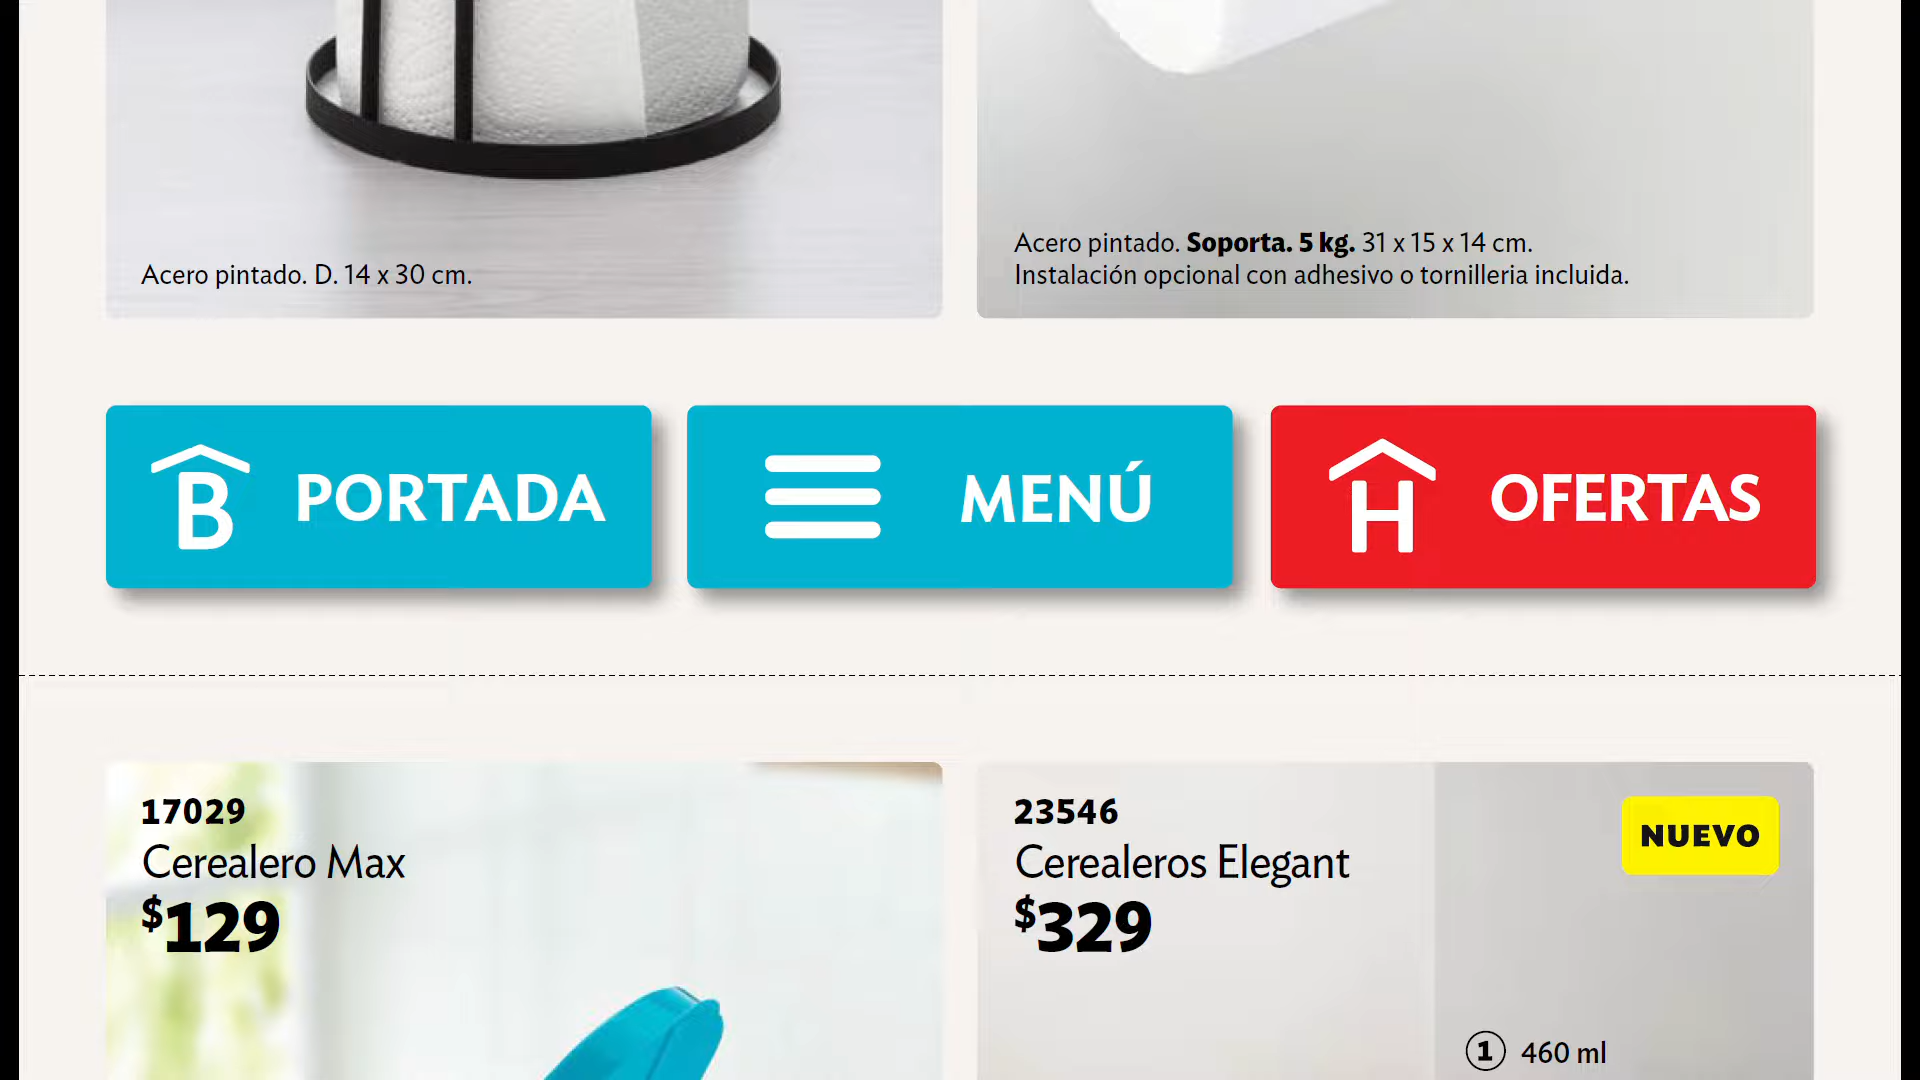 Acero pintado. D. 14 x 30 cm.
Acero pintado. Soporta. 5 kg. 31 x 15 x 14 cm.
Instalación opcional con adhesivo o tornilleria incluida.
B PORTADA
MENÚ
H OFERTAS
17029
Cerealero Max
$129
23546
Cerealeros Elegant
$329
NUEVO
1 460 ml